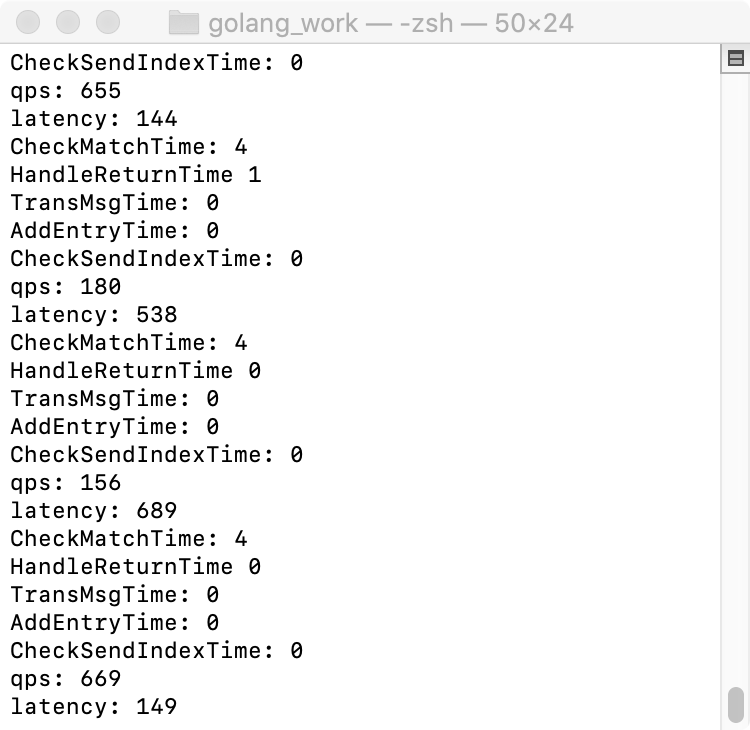 golang_work — -zsh — 50×24
CheckSendIndexTime: 0
qps: 655
latency: 144
CheckMatchTime: 4
HandleReturnTime 1
TransMsgTime: 0
AddEntryTime: 0
CheckSendIndexTime: 0
qps: 180
latency: 538
CheckMatchTime: 4
HandleReturnTime 0
TransMsgTime: 0
AddEntryTime: 0
CheckSendIndexTime: 0
qps: 156
latency: 689
CheckMatchTime: 4
HandleReturnTime 0
TransMsgTime: 0
AddEntryTime: 0
CheckSendIndexTime: 0
qps: 669
latency: 149